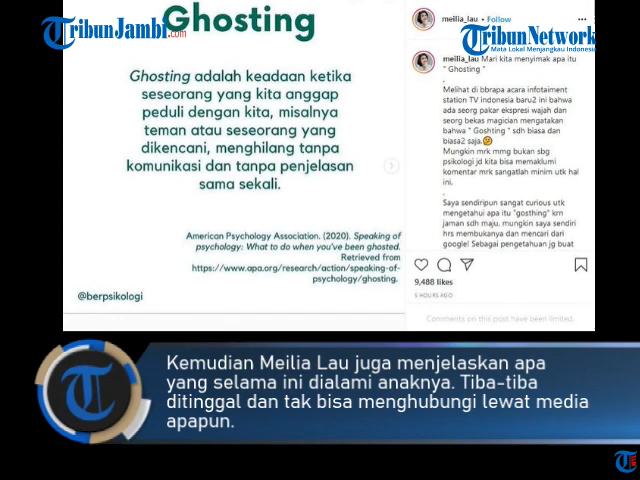 TribunJambi.com
Ghosting
Ghosting adalah keadaan ketika
seseorang yang kita anggap
peduli dengan kita, misalnya
teman atau seseorang yang
dikencani, menghilang tanpa
komunikasi dan tanpa penjelasan
sama sekali.
American Psychology Association. (2020). Speaking of
psychology: What to do when you've been ghosted.
Retrieved from
https://www.apa.org/research/action/speaking-of-
psychology/ghosting.
@berpsikologi
meilia_lau • Follow
TribunNetwork
Mata Lokal Menjangkau Indonesia
meilia_lau Mari kita menyimak apa itu
" Ghosting "
.
Melihat di bbrapa acara infotaiment
station TV indonesia baru2 ini bahwa
ada seorg pakar ekspresi wajah dan
seorg bekas magician mengatakan
bahwa " Goshting " sdh biasa dan
biasa2 saja.
Mungkin mrk mmg bukan sbg
psikologi jd kita bisa memaklumi
komentar mrk sangatlah minim utk hal
ini.
.
Saya sendiripun sangat curious utk
mengetahui apa itu "gosthing" krn
jaman sdh maju, mungkin saya sendiri
hrs membukanya dan mencari dari
google! Sebagai pengetahuan jg buat
9,488 likes
5 HOURS AGO
Comments on this post have been limited.
Kemudian Meilia Lau juga menjelaskan apa
yang selama ini dialami anaknya. Tiba-tiba
ditinggal dan tak bisa menghubungi lewat media
apapun.